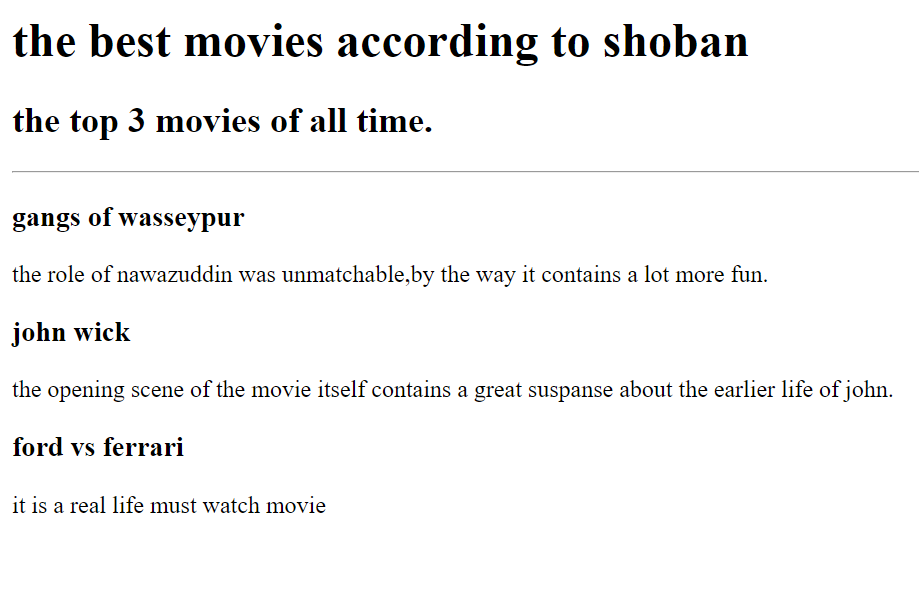 the best movies according to shoban
the top 3 movies of all time.
gangs of wasseypur
the role of nawazuddin was unmatchable,by the way it contains a lot more fun.
john wick
the opening scene of the movie itself contains a great suspanse about the earlier life of john.
ford vs ferrari
it is a real life must watch movie